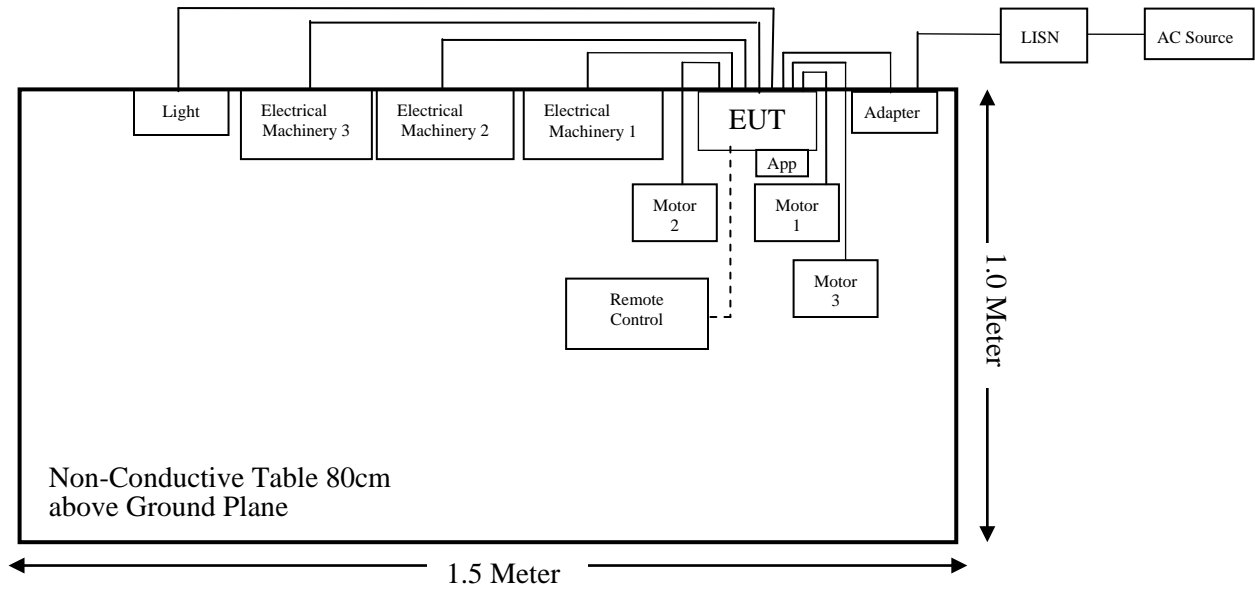 LISN
AC Source
Light
Electrical
Machinery 3
Electrical
Machinery 2
Electrical
Machinery 1
EUT
Adapter
App
Motor
2
Motor
1
Motor
3
Remote
Control
1.0 Meter
Non-Conductive Table 80cm
above Ground Plane
1.5 Meter